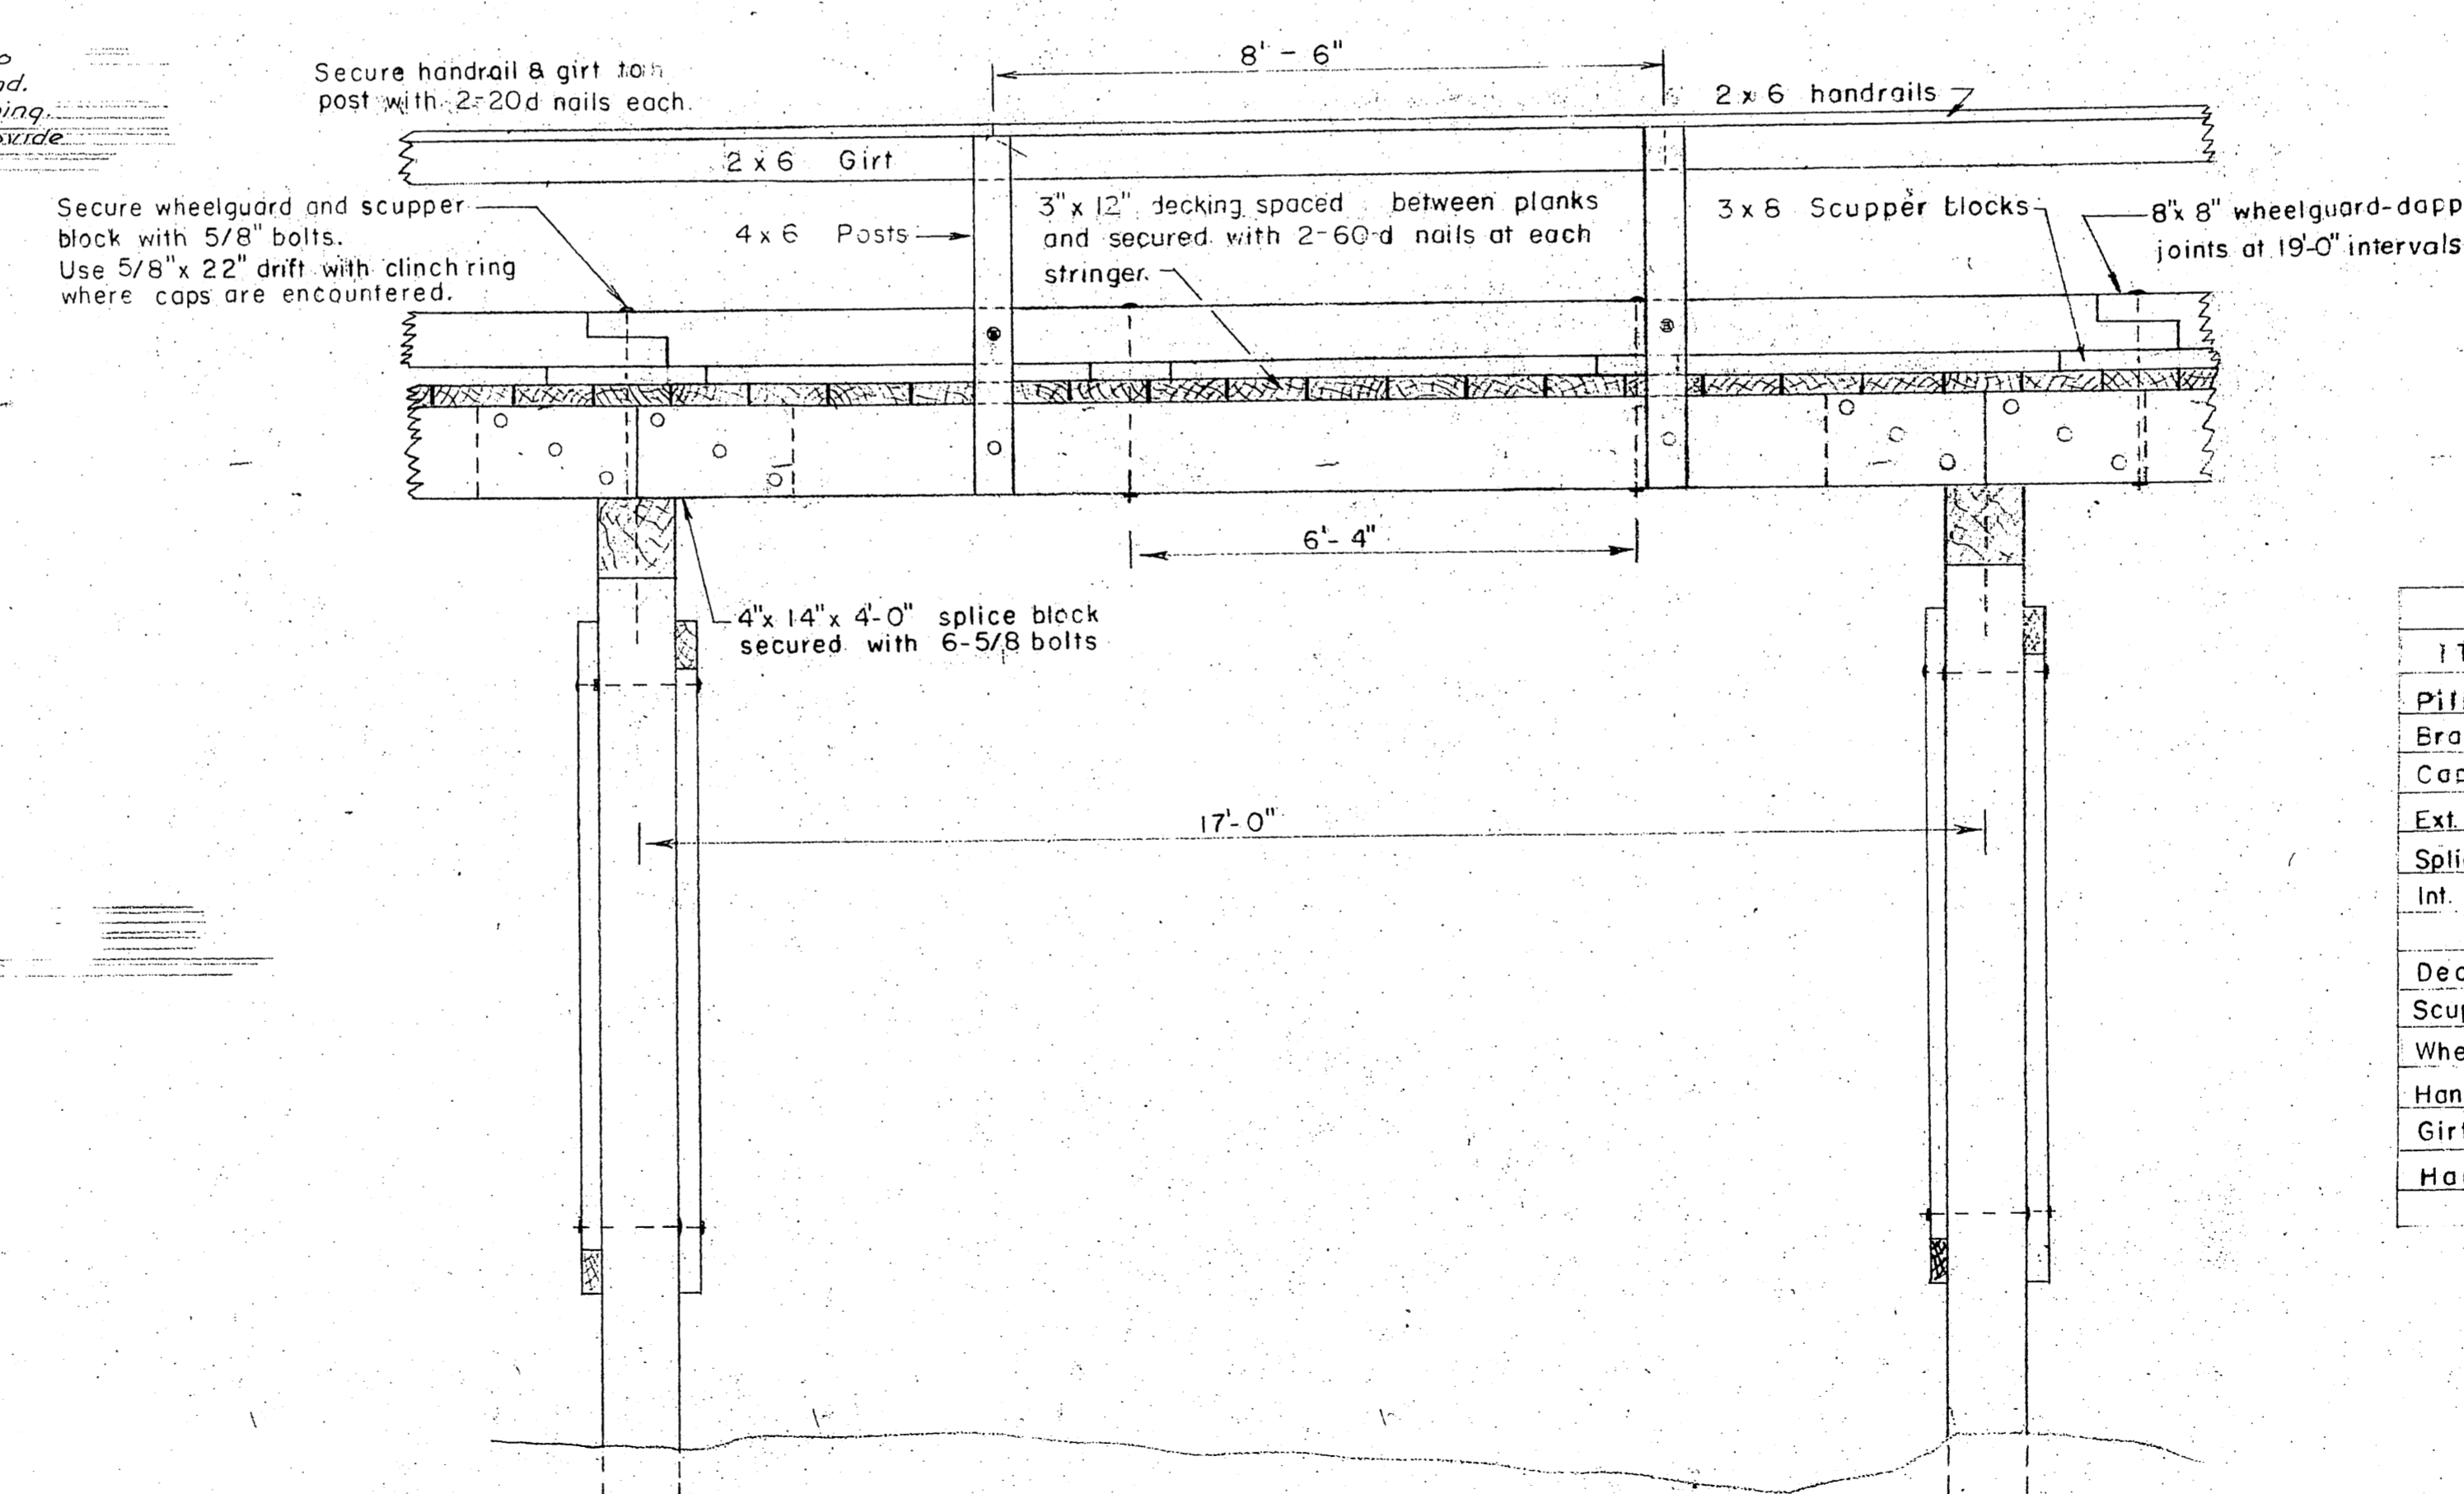 nd.
ing.
8' - 6"
Secure handrail & girt to
post with 2-20d nails each.
2 x 6 handrails
2 x 6 Girt
Secure wheelguard and scupper
block with 5/8" bolts.
Use 5/8" x 22" drift with clinch ring
where caps are encountered.
4 x 6 Posts
3" x 12" decking spaced between planks
and secured with 2-60-d nails at each
stringer.
3 x 8 Scupper blocks
8"x 8" wheelguard-dapp
joints at 19'-0" intervals
6'- 4"
4"x 14"x 4'-0" splice block
secured with 6-5/8 bolts
17'-0"
Pil
Bra
Cap
Ext.
Spli
Int.
Dec
Scup
Whe
Han
Girt
Ha